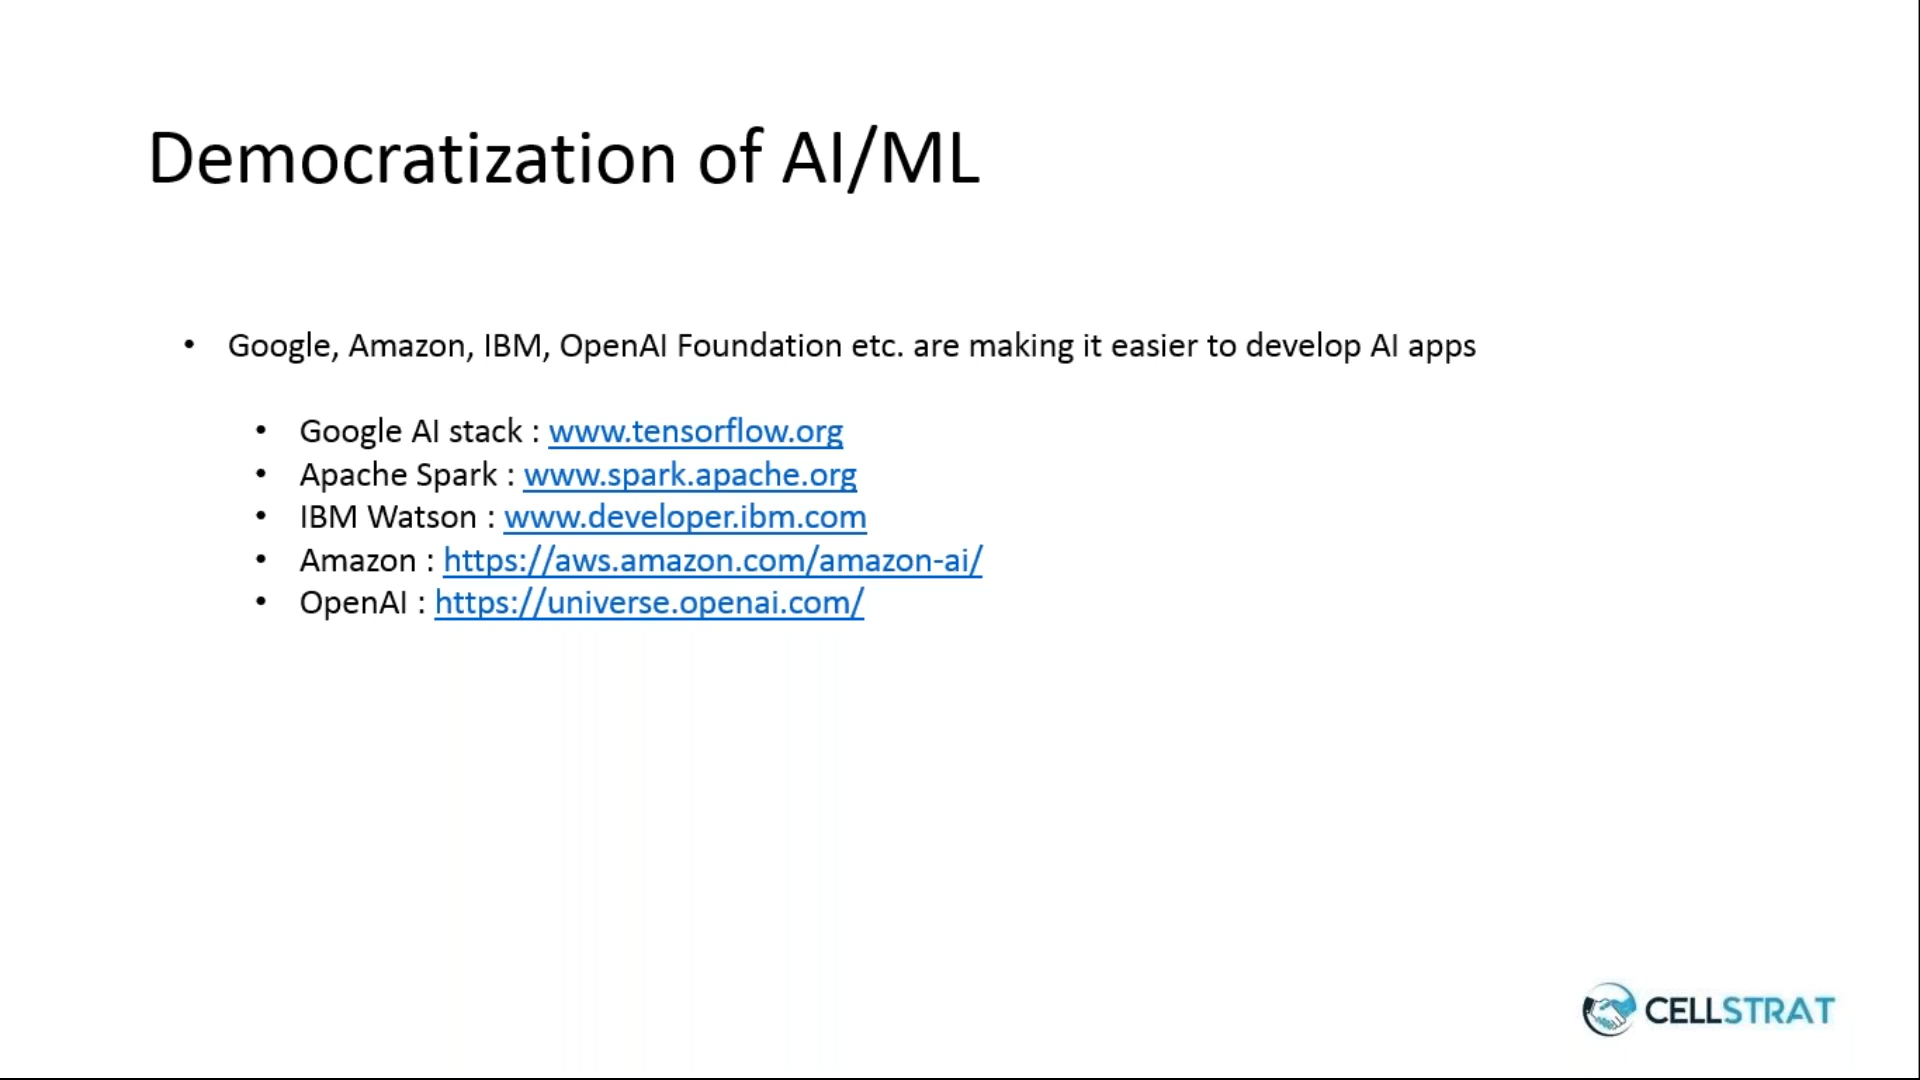 Democratization of AI/ML
• Google, Amazon, IBM, OpenAI Foundation etc. are making it easier to develop AI apps
• Google AI stack : www.tensorflow.org
• Apache Spark : www.spark.apache.org
• IBM Watson : www.developer.ibm.com
• Amazon : https://aws.amazon.com/amazon-ai/
• OpenAI : https://universe.openai.com/
CELLSTRAT